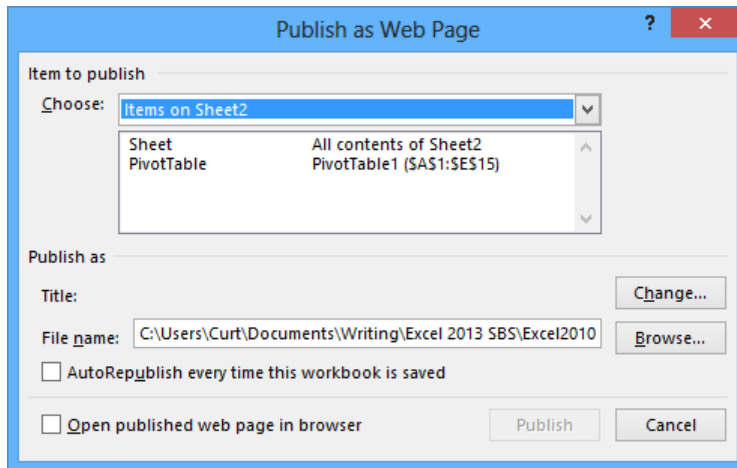 Publish as Web Page
?
Item to publish
Choose: Items on Sheet2
Sheet All contents of Sheet2
PivotTable PivotTable1 ($A$1:$E$15)
Publish as
Title: Change...
File name: C:\Users\Curt\Documents\Writing\Excel 2013 SBS\Excel2010 Browse...
AutoRepublish every time this workbook is saved
Open published web page in browser Publish Cancel